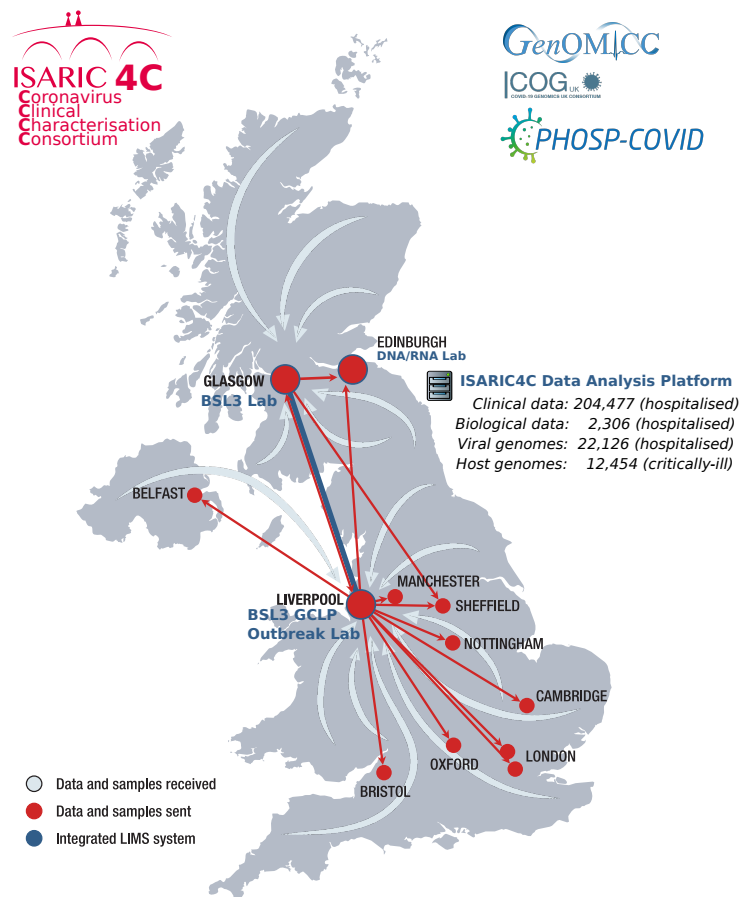 ISARIC 4C
Coronavirus
Clinical
Characterisation
Consortium
GenOMICC
COG UK
COVID-19 GENOMICS UK CONSORTIUM
PHOSP-COVID
EDINBURGH
DNA/RNA Lab
GLASGOW
BSL3 Lab
ISARIC4C Data Analysis Platform
Clinical data: 204,477 (hospitalised)
Biological data: 2,306 (hospitalised)
Viral genomes: 22,126 (hospitalised)
Host genomes: 12,454 (critically-ill)
BELFAST
MANCHESTER
LIVERPOOL
SHEFFIELD
BSL3 GCLP
Outbreak Lab
NOTTINGHAM
CAMBRIDGE
OXFORD
LONDON
BRISTOL
Data and samples received
Data and samples sent
Integrated LIMS system